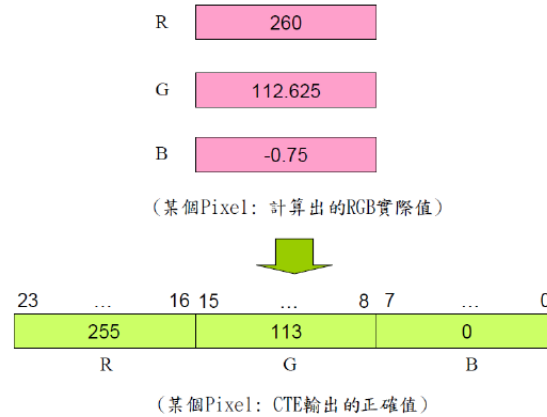 R 260
G 112.625
B -0.75
(某個Pixel: 計算出的RGB實際值)
23 ... 16 15 ... 8 7 ... 0
255 113 0
R G B
(某個Pixel: CTE輸出的正確值)